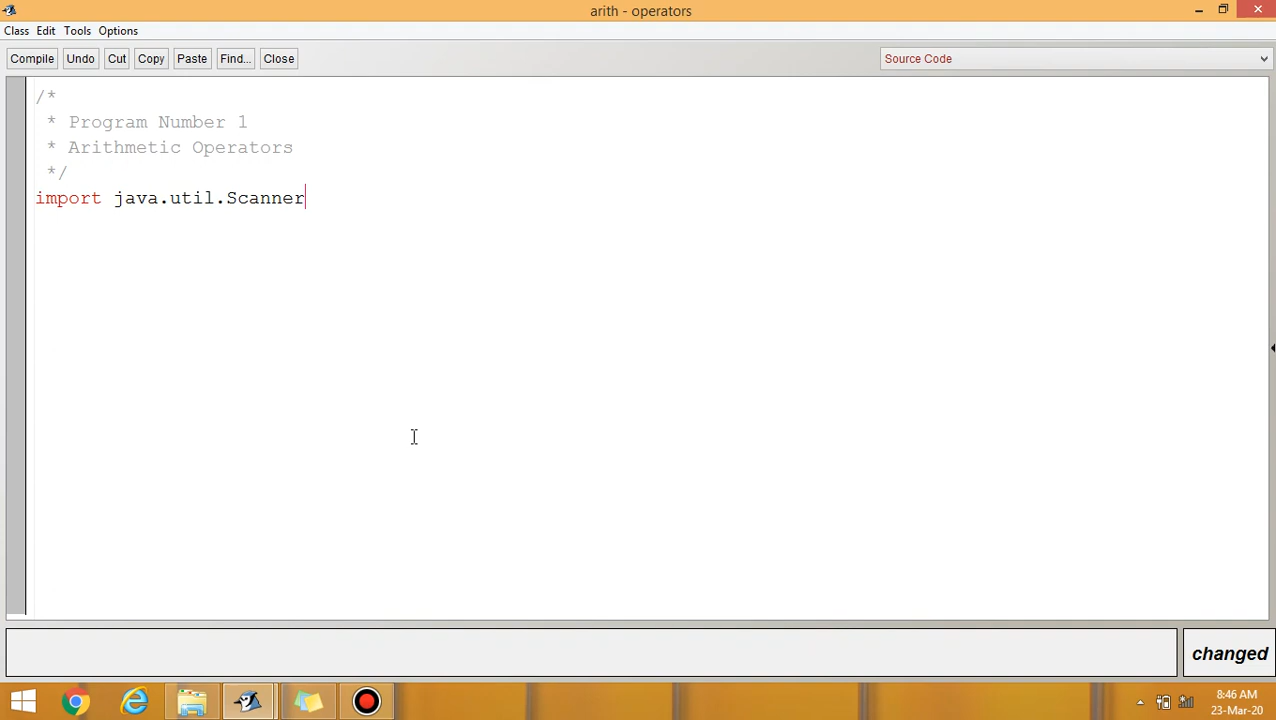 arith - operators
Class Edit Tools Options
Compile Undo Cut Copy Paste Find... Close Source Code
/*
* Program Number 1
* Arithmetic Operators
*/
import java.util.Scanner
changed
8:46 AM
23-Mar-20